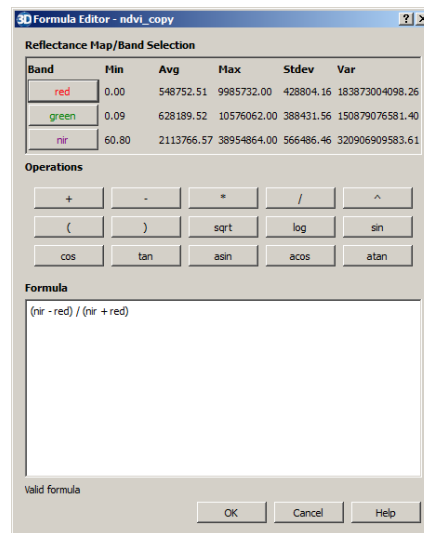 3D Formula Editor - ndvi_copy ? x
Reflectance Map/Band Selection
Band Min Avg Max Stdev Var
red 0.00 548752.51 9985732.00 428804.16 183873004098.26
green 0.09 628189.52 10576062.00 388431.56 150879076581.40
nir 60.80 2113766.57 38954864.00 566486.46 320906909583.61
Operations
+ - * / ^
( ) sqrt log sin
cos tan asin acos atan
Formula
(nir - red) / (nir + red)
Valid formula
OK Cancel Help